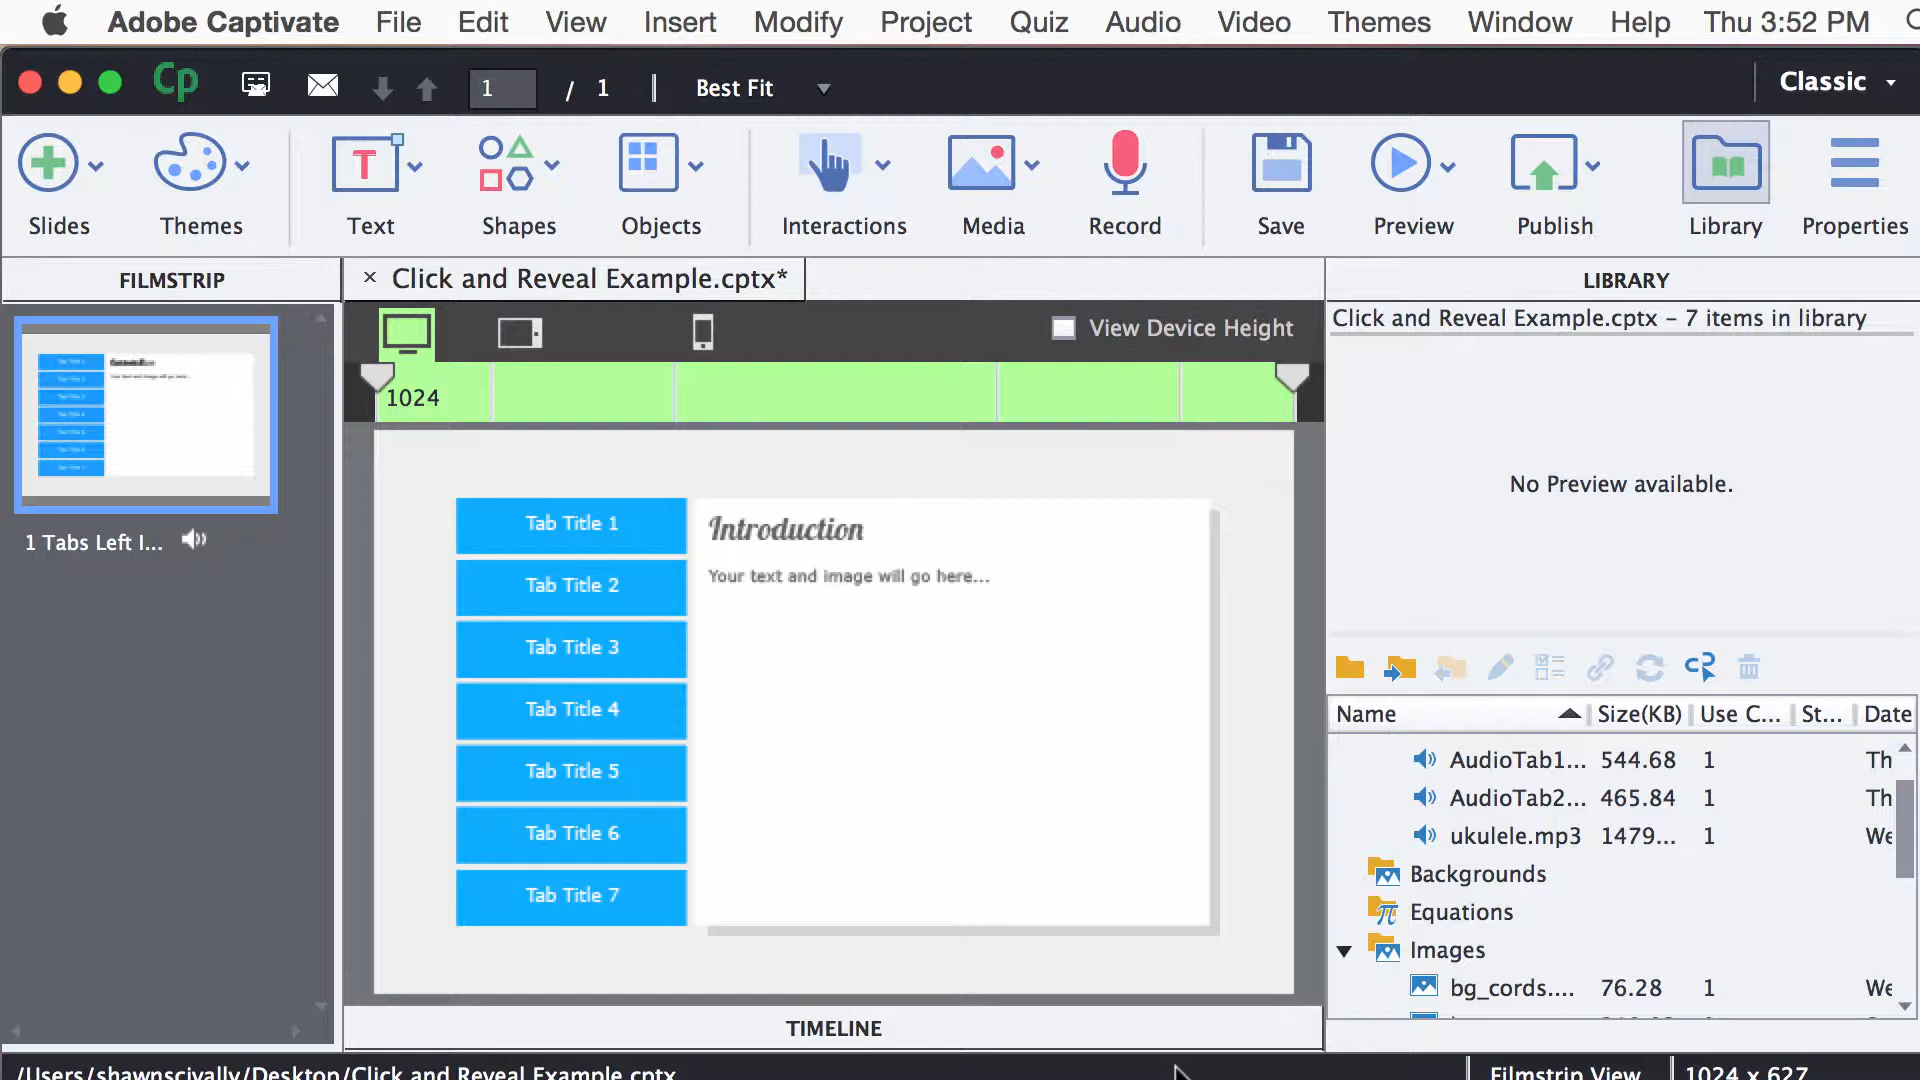 Adobe Captivate File Edit View Insert Modify Project Quiz Audio Video Themes Window Help Thu 3:52 PM
Cp 1 / 1 Best Fit Classic
Slides Themes Text Shapes Objects Interactions Media Record Save Preview Publish Library Properties
FILMSTRIP
× Click and Reveal Example.cptx*
LIBRARY
Click and Reveal Example.cptx - 7 items in library
View Device Height
1024
No Preview available.
1 Tabs Left I...
Tab Title 1
Tab Title 2
Tab Title 3
Tab Title 4
Tab Title 5
Tab Title 6
Tab Title 7
Introduction
Your text and image will go here...
Name Size(KB) Use C... St... Date
AudioTab1... 544.68 1 Th
AudioTab2... 465.84 1 Th
ukulele.mp3 1479... 1 We
Backgrounds
Equations
Images
bg_cords.... 76.28 1 We
TIMELINE
/Users/shawnscivally/Desktop/Click and Reveal Example.cptx
Filmstrip View 1024 x 627